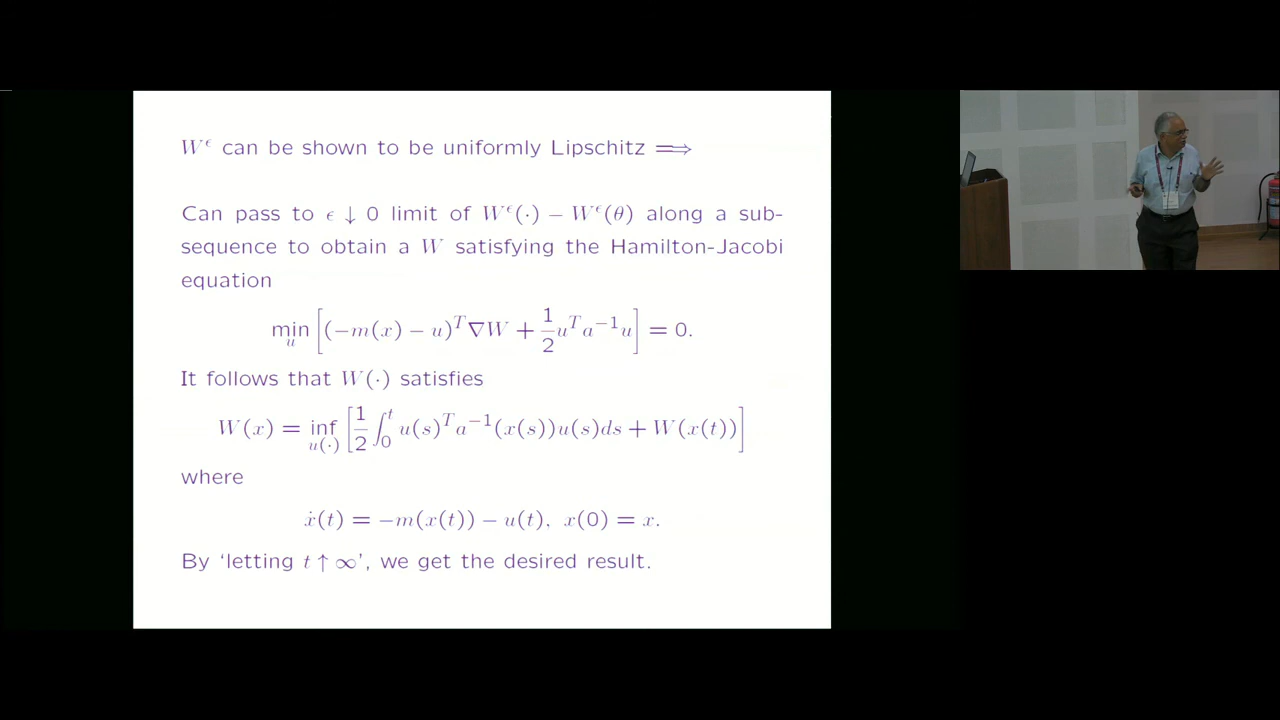 W^ϵ can be shown to be uniformly Lipschitz ⟹
Can pass to ϵ ↓ 0 limit of W^ϵ(·) − W^ϵ(θ) along a sub-
sequence to obtain a W satisfying the Hamilton-Jacobi
equation
min_u [(−m(x) − u)^T ∇W + 1/2 u^T a^{−1} u] = 0.
It follows that W(·) satisfies
W(x) = inf_{u(·)} [1/2 ∫_0^t u(s)^T a^{−1}(x(s))u(s)ds + W(x(t))]
where
ẋ(t) = −m(x(t)) − u(t), x(0) = x.
By ‘letting t ↑ ∞’, we get the desired result.